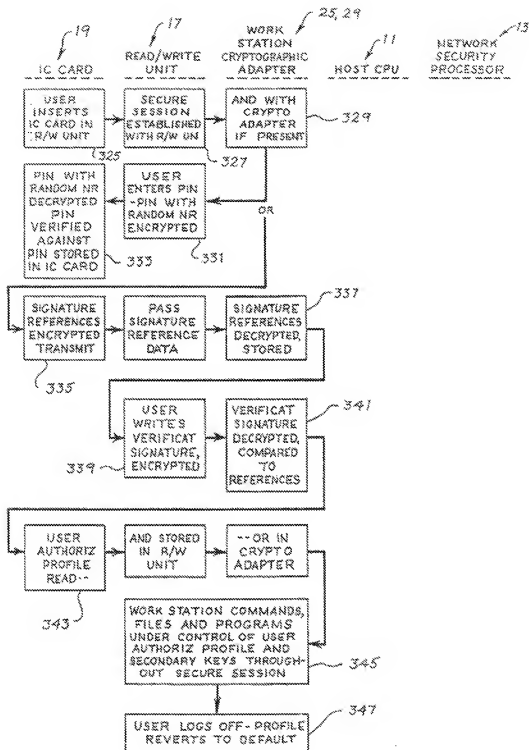 19
IC CARD
17
READ/WRITE
UNIT
25, 29
WORK
STATION
CRYPTOGRAPHIC
ADAPTER
11
HOST CPU
13
NETWORK
SECURITY
PROCESSOR
USER
INSERTS
IC CARD IN
R/W UNIT
325
SECURE
SESSION
ESTABLISHED
WITH R/W UN
327
AND WITH
CRYPTO
ADAPTER
IF PRESENT
329
PIN WITH
RANDOM NR
DECRYPTED
PIN
VERIFIED
AGAINST
PIN STORED
IN IC CARD
333
USER
ENTERS PIN
-PIN WITH
RANDOM NR
ENCRYPTED
331
OR
SIGNATURE
REFERENCES
ENCRYPTED
TRANSMIT
335
PASS
SIGNATURE
REFERENCE
DATA
SIGNATURE
REFERENCES
DECRYPTED,
STORED
337
USER
WRITES
VERIFICAT
SIGNATURE,
ENCRYPTED
339
VERIFICAT
SIGNATURE
DECRYPTED,
COMPARED
TO
REFERENCES
341
USER
AUTHORIZ
PROFILE
READ--
343
AND STORED
IN R/W
UNIT
--OR IN
CRYPTO
ADAPTER
WORK STATION COMMANDS,
FILES AND PROGRAMS
UNDER CONTROL OF USER
AUTHORIZ PROFILE AND
SECONDARY KEYS THROUGH-
OUT SECURE SESSION
345
USER LOGS OFF-PROFILE
REVERTS TO DEFAULT
347